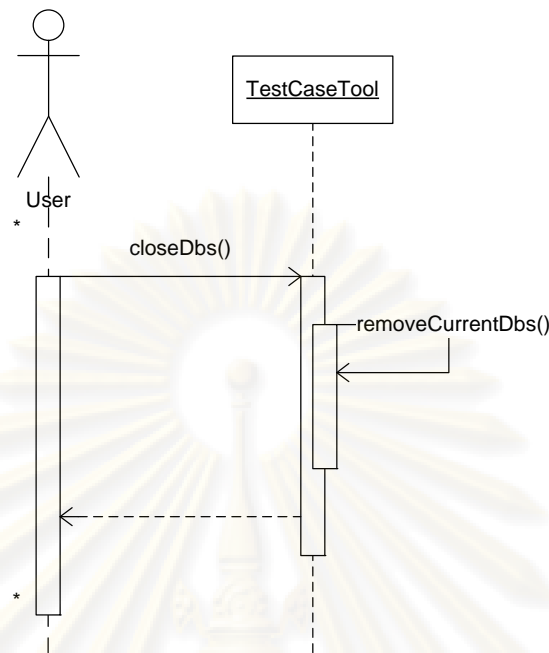 TestCaseTool
User
*
closeDbs()
removeCurrentDbs()
*